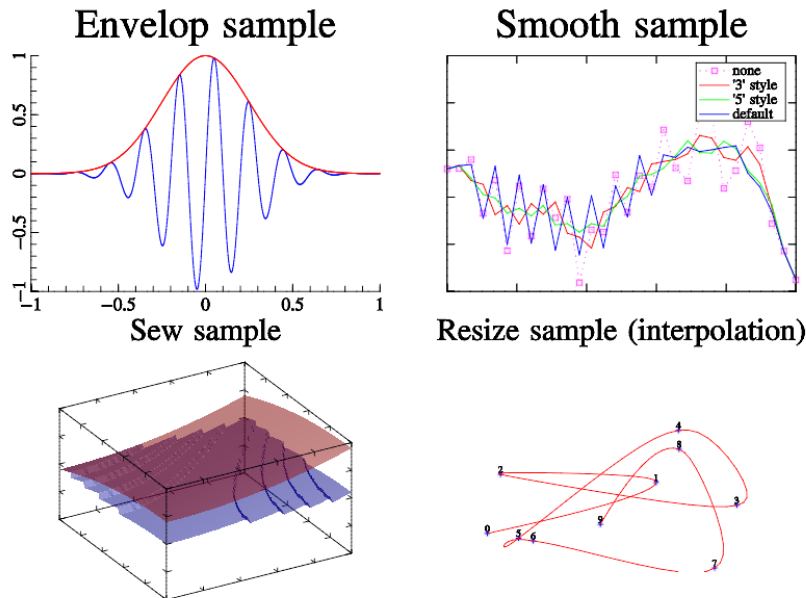 Envelop sample
Smooth sample
1
0.5
0
−0.5
−1
−1
−0.5
0
0.5
1
none
'3' style
'5' style
default
Sew sample
Resize sample (interpolation)
4
8
2
1
3
9
0
5
6
7